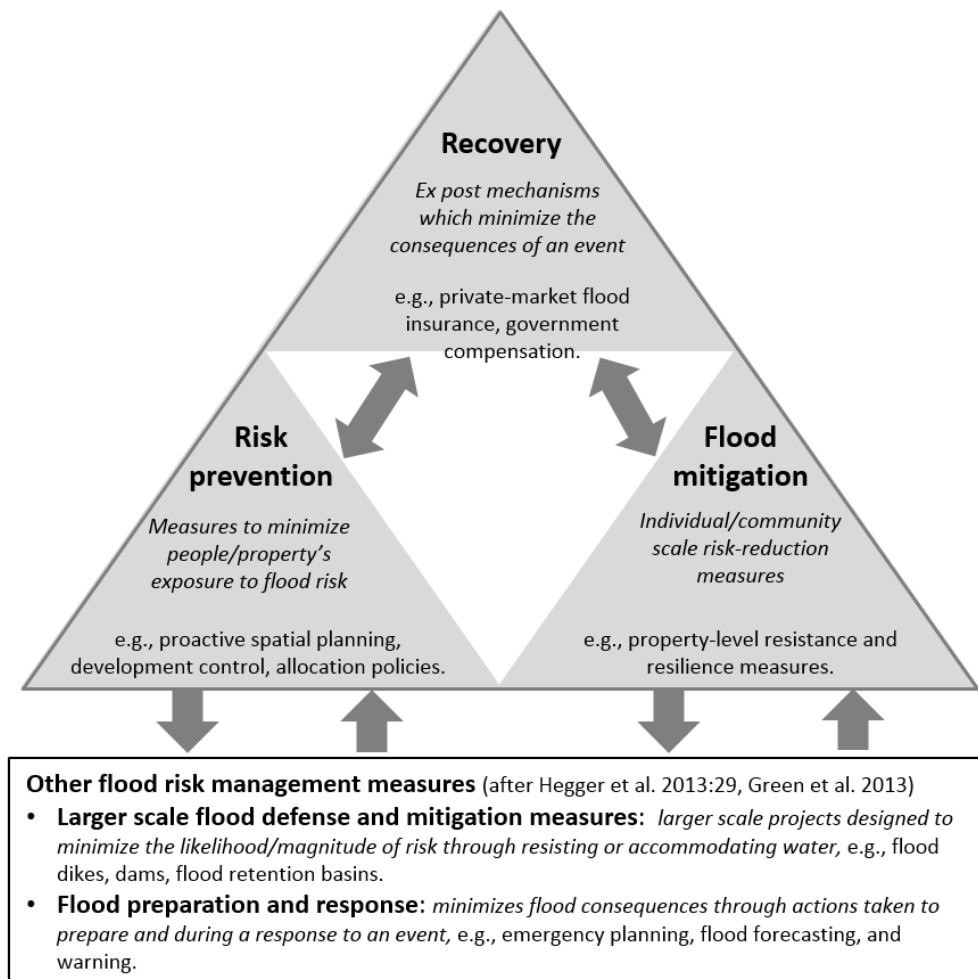 Recovery
Ex post mechanisms
which minimize the
consequences of an event
e.g., private-market flood
insurance, government
compensation.
Risk
prevention
Measures to minimize
people/property's
exposure to flood risk
e.g., proactive spatial planning,
development control, allocation policies.
Flood
mitigation
Individual/community
scale risk-reduction
measures
e.g., property-level resistance and
resilience measures.
Other flood risk management measures (after Hegger et al. 2013:29, Green et al. 2013)
• Larger scale flood defense and mitigation measures: larger scale projects designed to
minimize the likelihood/magnitude of risk through resisting or accommodating water, e.g., flood
dikes, dams, flood retention basins.
• Flood preparation and response: minimizes flood consequences through actions taken to
prepare and during a response to an event, e.g., emergency planning, flood forecasting, and
warning.